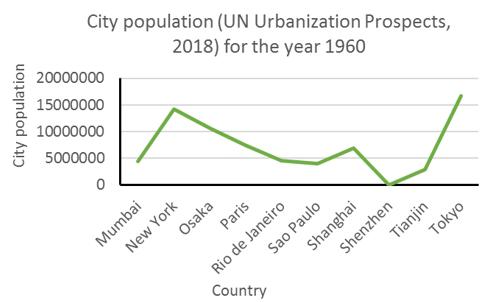 City population (UN Urbanization Prospects,
2018) for the year 1960
City population
20000000
15000000
10000000
5000000
0
Mumbai
New York
Osaka
Paris
Rio de Janeiro
Sao Paulo
Shanghai
Shenzhen
Tianjin
Tokyo
Country